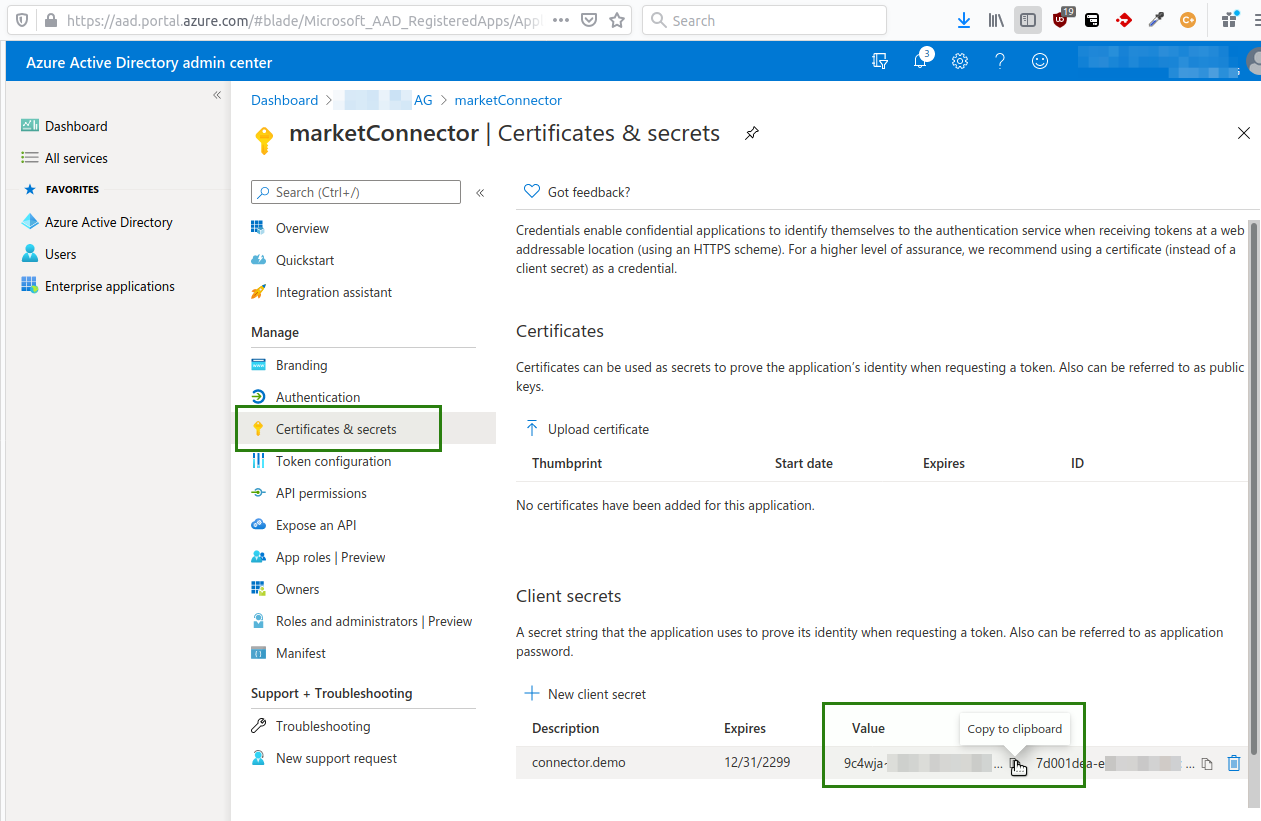 https://aad.portal.azure.com/#blade/Microsoft_AAD_RegisteredApps/Appl
Search
19
Azure Active Directory admin center
3
Dashboard > AG > marketConnector
marketConnector | Certificates & secrets
Dashboard
All services
FAVORITES
Azure Active Directory
Users
Enterprise applications
Search (Ctrl+/)
Overview
Quickstart
Integration assistant
Manage
Branding
Authentication
Certificates & secrets
Token configuration
API permissions
Expose an API
App roles | Preview
Owners
Roles and administrators | Preview
Manifest
Support + Troubleshooting
Troubleshooting
New support request
Got feedback?
Credentials enable confidential applications to identify themselves to the authentication service when receiving tokens at a web
addressable location (using an HTTPS scheme). For a higher level of assurance, we recommend using a certificate (instead of a
client secret) as a credential.
Certificates
Certificates can be used as secrets to prove the application's identity when requesting a token. Also can be referred to as public
keys.
Upload certificate
Thumbprint Start date Expires ID
No certificates have been added for this application.
Client secrets
A secret string that the application uses to prove its identity when requesting a token. Also can be referred to as application
password.
New client secret
Description Expires Value Copy to clipboard
connector.demo 12/31/2299 9c4wja- ... 7d001dea-e ...